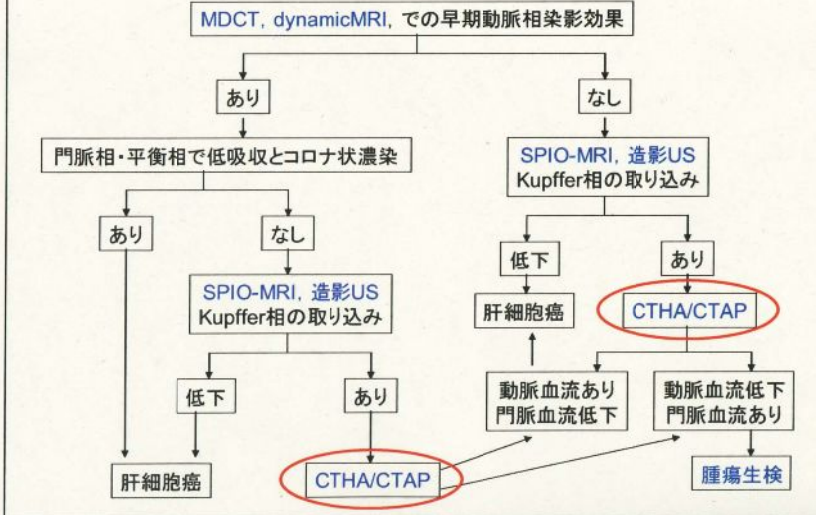 MDCT, dynamicMRI, での早期動脈相染影効果
あり
なし
門脈相・平衡相で低吸収とコロナ状濃染
SPIO-MRI, 造影US
Kupffer相の取り込み
あり
なし
低下
あり
SPIO-MRI, 造影US
Kupffer相の取り込み
肝細胞癌
CTHA/CTAP
低下
あり
動脈血流あり
門脈血流低下
動脈血流低下
門脈血流あり
肝細胞癌
CTHA/CTAP
腫瘍生検